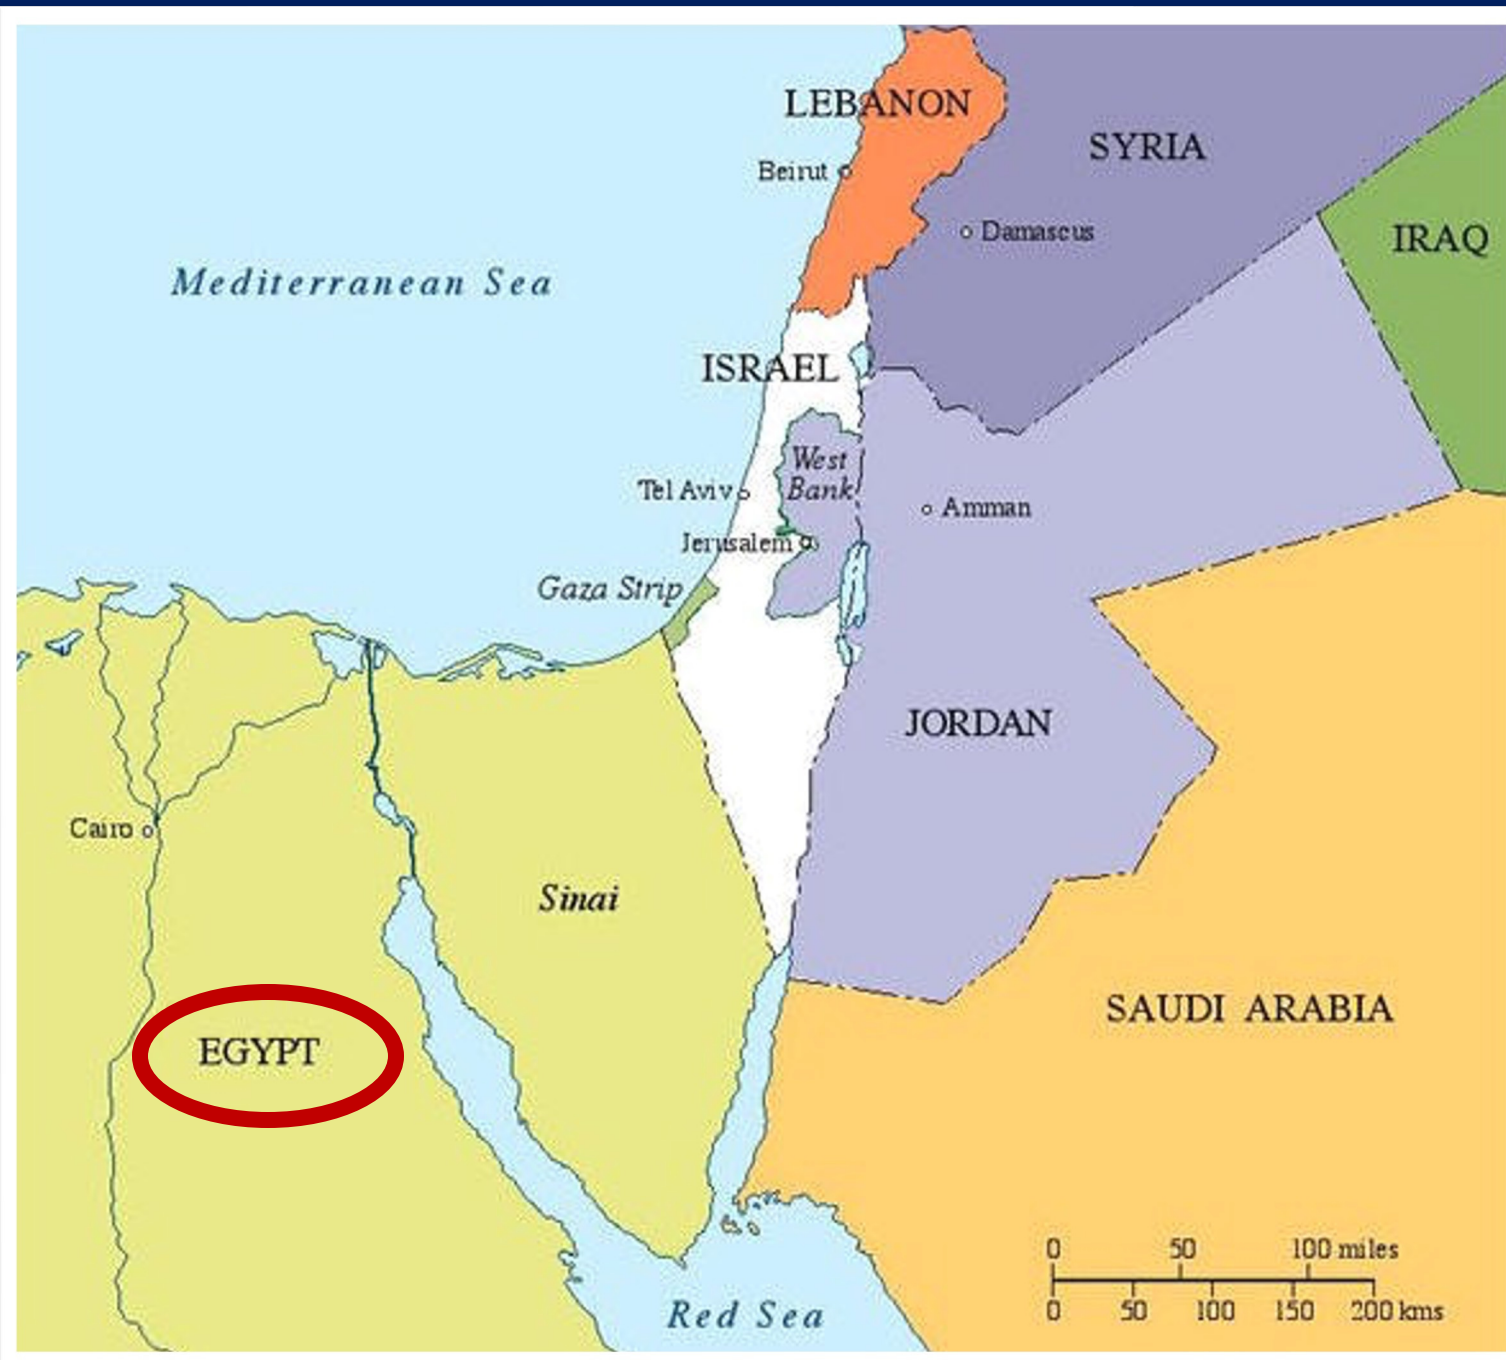 LEBANON
SYRIA
Beirut
Damascus
IRAQ
Mediterranean Sea
ISRAEL
West
Bank
Tel Aviv
Amman
Jerusalem
Gaza Strip
JORDAN
Cairo
Sinai
SAUDI ARABIA
EGYPT
0 50 100 miles
0 50 100 150 200 kms
Red Sea